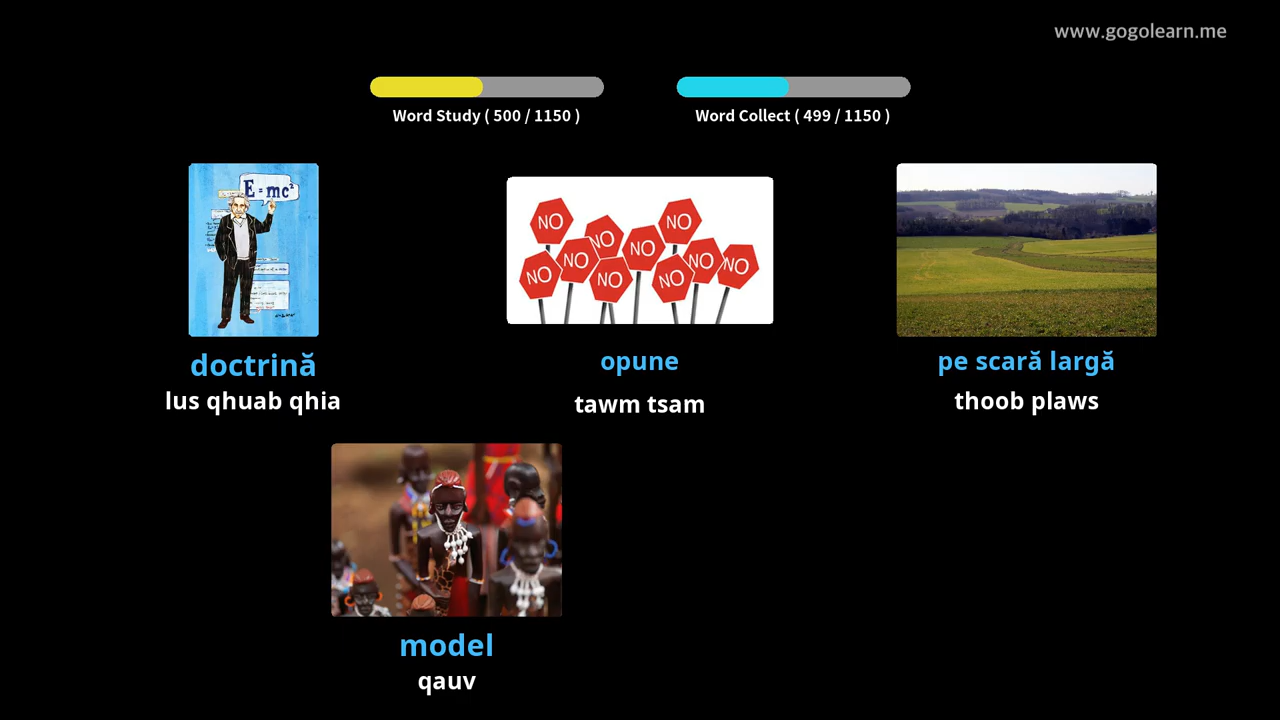 www.gogolearn.me
Word Study ( 500 / 1150 )
Word Collect ( 499 / 1150 )
E=mc²
NO
NO
NO
NO
NO
NO
NO
NO
NO
NO
doctrină
lus qhuab qhia
opune
tawm tsam
pe scară largă
thoob plaws
model
qauv